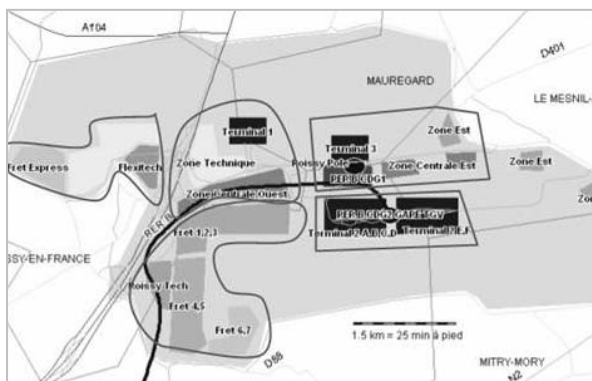 A104
D401
MAUREGARD
LE MESNIL-
Terminal 1
Zone Est
Terminal 3
Fret Express
Flexitech
Zone Technique
Roissy Pole
Zone Centrale Est
Zone Est
RER B, CDG1
Zone Centrale Ouest
RER B
RER B, CDG2, GARE TGV
Fret 1,2,3
Terminal 2 A,B,C,D
Terminal 2 E,F
SSY-EN-FRANCE
Roissy Tech
Fret 4,5
Fret 6,7
1.5 km = 25 min à pied
D88
MITRY-MORY
N2